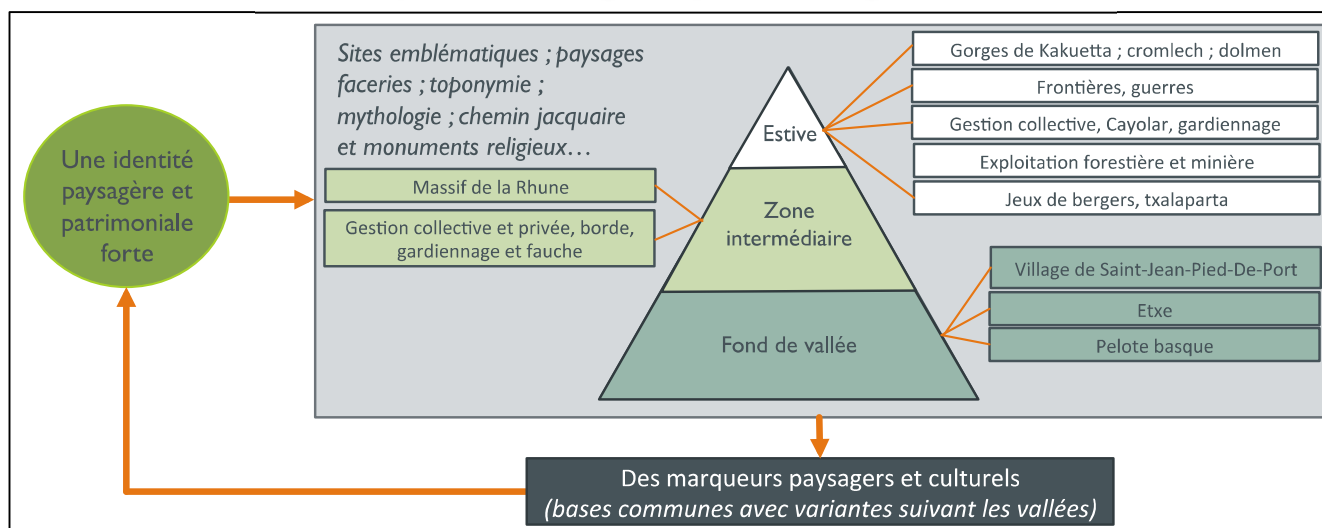 Une identité
paysagère et
patrimoniale
forte
Sites emblématiques ; paysages
faceries ; toponymie ;
mythologie ; chemin jacquaire
et monuments religieux…
Massif de la Rhune
Gestion collective et privée, borde,
gardiennage et fauche
Estive
Zone
intermédiaire
Fond de vallée
Gorges de Kakuetta ; cromlech ; dolmen
Frontières, guerres
Gestion collective, Cayolar, gardiennage
Exploitation forestière et minière
Jeux de bergers, txalaparta
Village de Saint-Jean-Pied-De-Port
Etxe
Pelote basque
Des marqueurs paysagers et culturels
(bases communes avec variantes suivant les vallées)